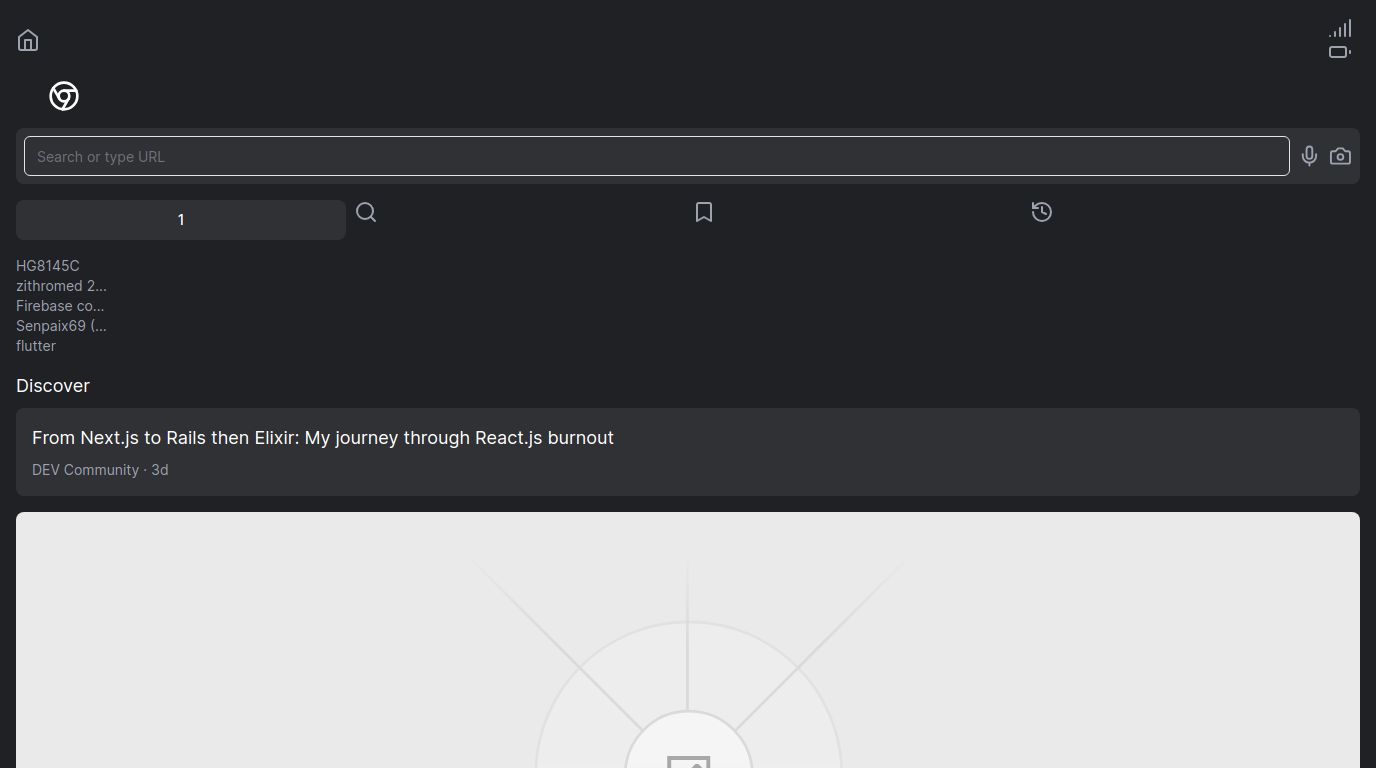 Search or type URL
1
HG8145C
zithromed 2...
Firebase co...
Senpaix69 (...
flutter
Discover
From Next.js to Rails then Elixir: My journey through React.js burnout
DEV Community · 3d